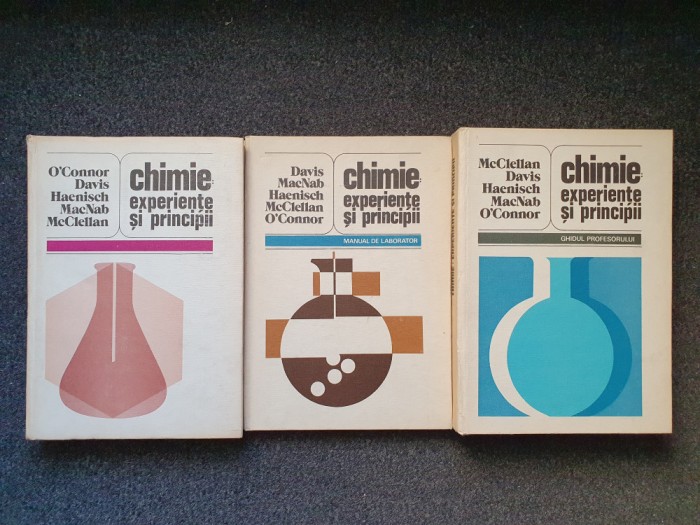 O'Connor
Davis
Haenisch
MacNab
McClellan
chimie
experiențe
și principii
Davis
MacNab
Haenisch
McClellan
O'Connor
chimie
experiențe
și principii
MANUAL DE LABORATOR
McClellan
Davis
Haenisch
MacNab
O'Connor
chimie
experiențe
și principii
GHIDUL PROFESORULUI